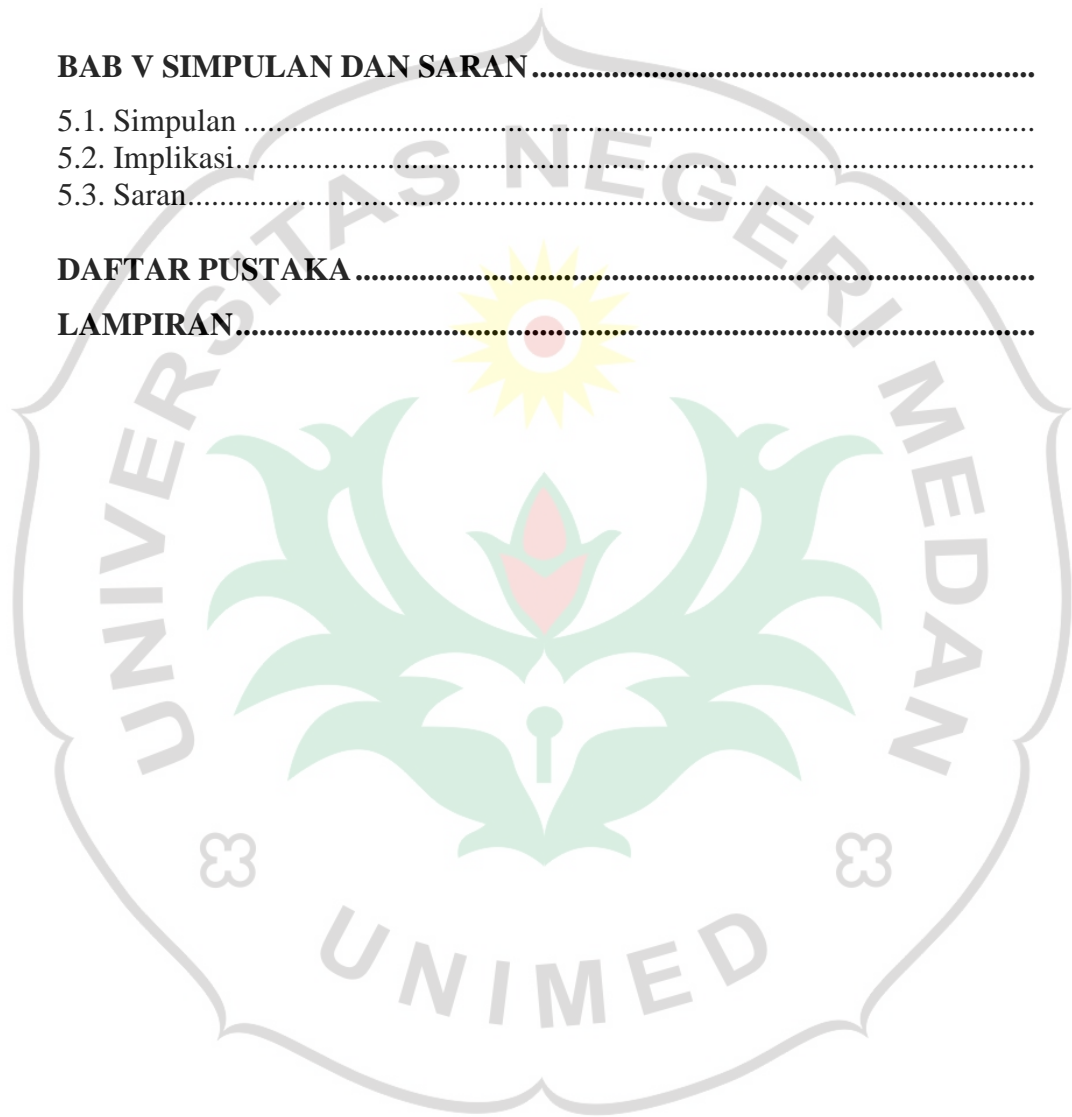 BAB V SIMPULAN DAN SARAN...............................................................
5.1. Simpulan ....................................................................................................
5.2. Implikasi.....................................................................................................
5.3. Saran...........................................................................................................
DAFTAR PUSTAKA.....................................................................................
LAMPIRAN....................................................................................................
UNIVERSITAS NEGERI MEDAN
UNIMED